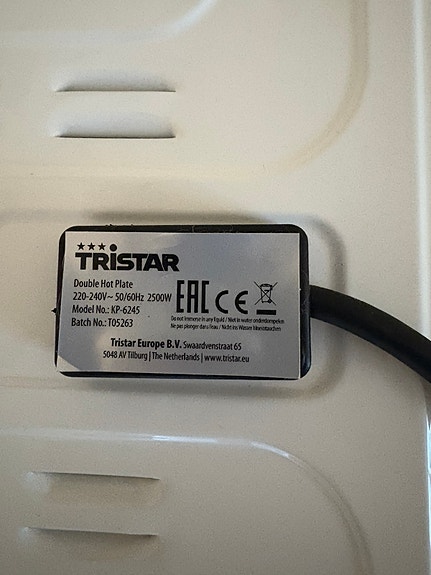 TRISTAR
Double Hot Plate
220-240V~ 50/60Hz 2500W
Model No.: KP-6245
Batch No.: T05263
EAC CE
Do not immerse in any liquid / Niet in water onderdompelen
Ne pas plonger dans l'eau / Nicht ins Wasser hineintauchen
Tristar Europe B.V. Swaardvenstraat 65
5048 AV Tilburg | The Netherlands | www.tristar.eu